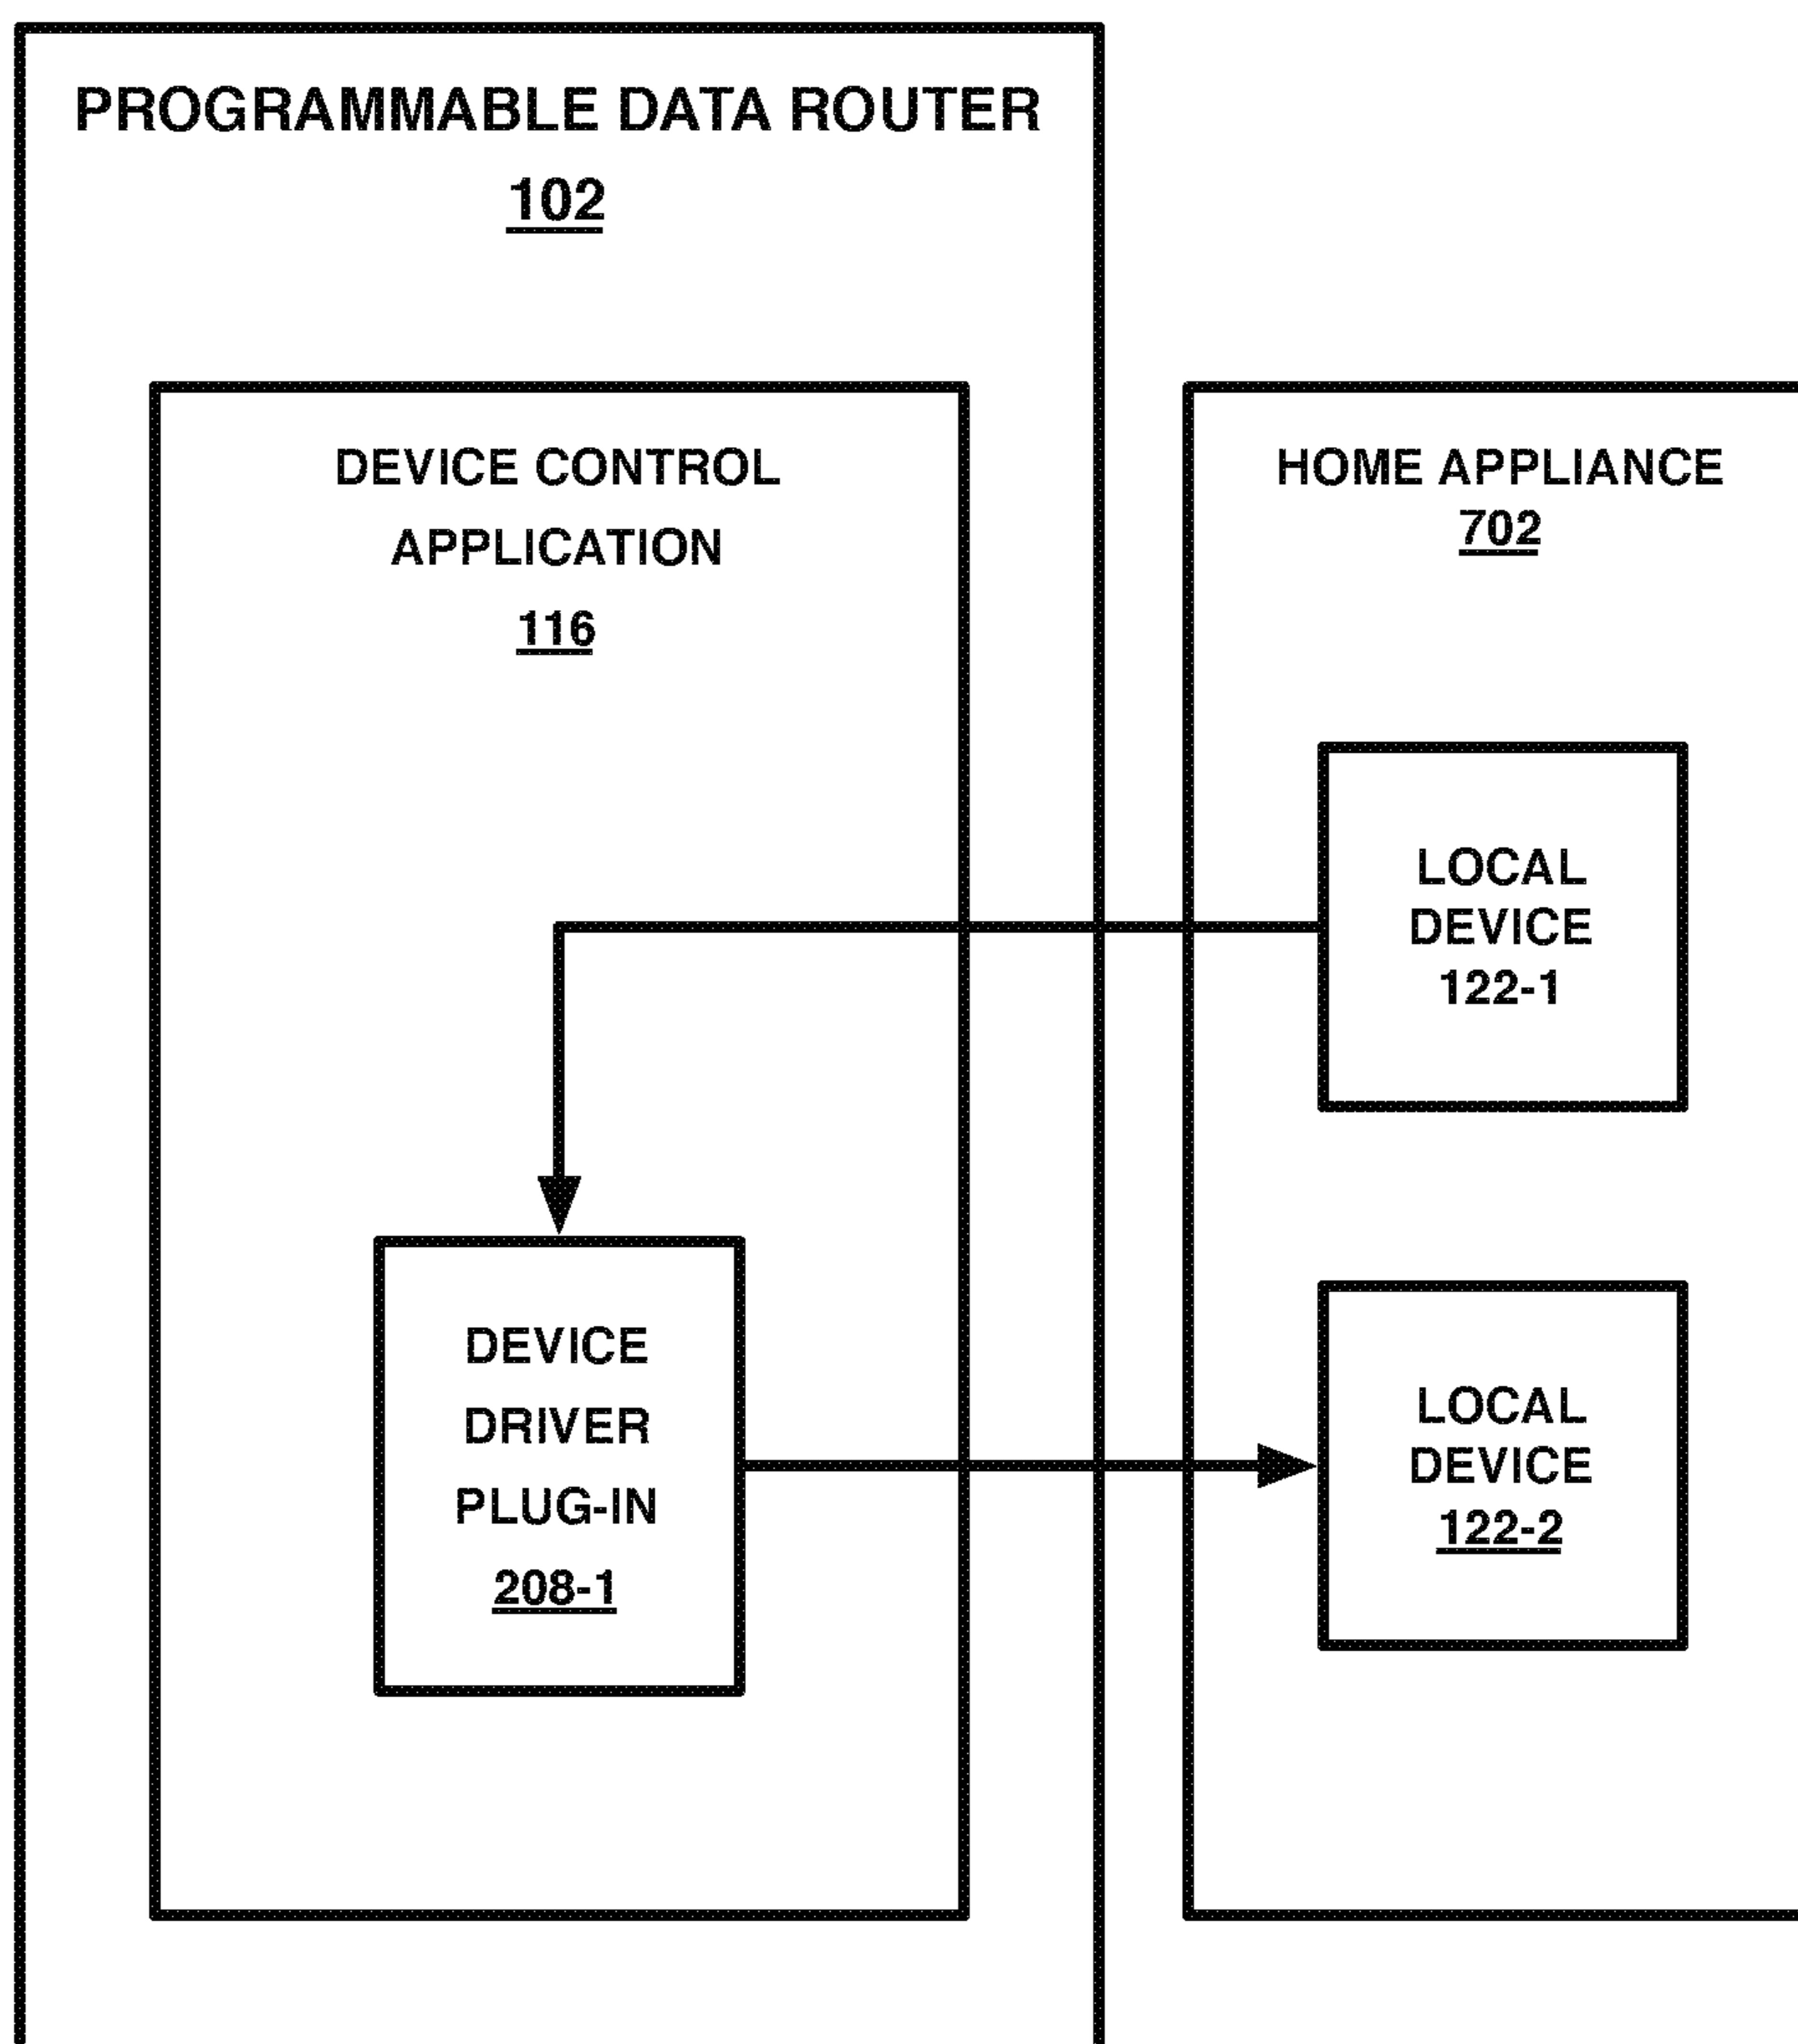 PROGRAMMABLE DATA ROUTER
102
DEVICE CONTROL
APPLICATION
116
HOME APPLIANCE
702
LOCAL
DEVICE
122-1
DEVICE
DRIVER
PLUG-IN
208-1
LOCAL
DEVICE
122-2